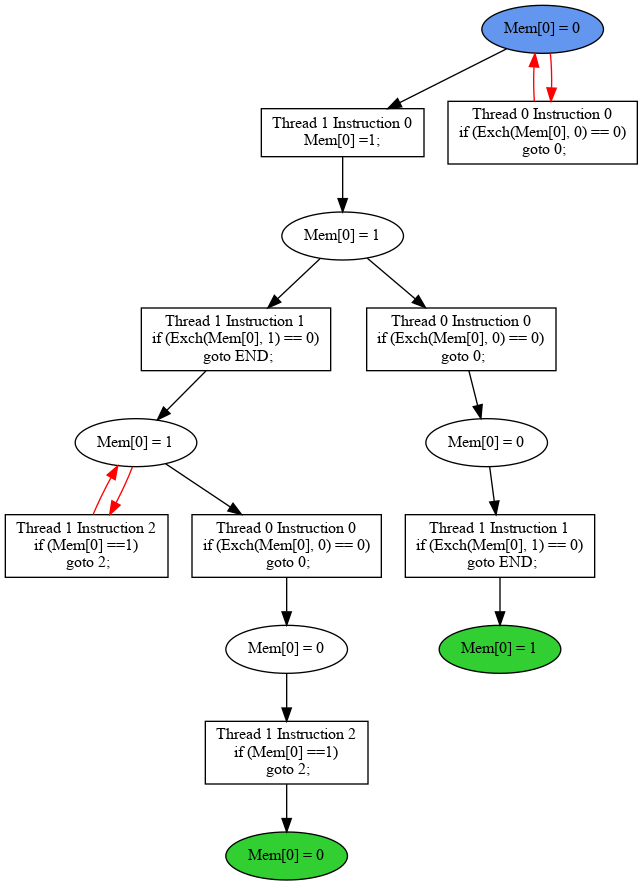 Mem[0] = 0
Thread 1 Instruction 0
Mem[0] =1;
Thread 0 Instruction 0
if (Exch(Mem[0], 0) == 0)
goto 0;
Mem[0] = 1
Thread 1 Instruction 1
if (Exch(Mem[0], 1) == 0)
goto END;
Thread 0 Instruction 0
if (Exch(Mem[0], 0) == 0)
goto 0;
Mem[0] = 1
Mem[0] = 0
Thread 1 Instruction 2
if (Mem[0] ==1)
goto 2;
Thread 0 Instruction 0
if (Exch(Mem[0], 0) == 0)
goto 0;
Thread 1 Instruction 1
if (Exch(Mem[0], 1) == 0)
goto END;
Mem[0] = 0
Mem[0] = 1
Thread 1 Instruction 2
if (Mem[0] ==1)
goto 2;
Mem[0] = 0